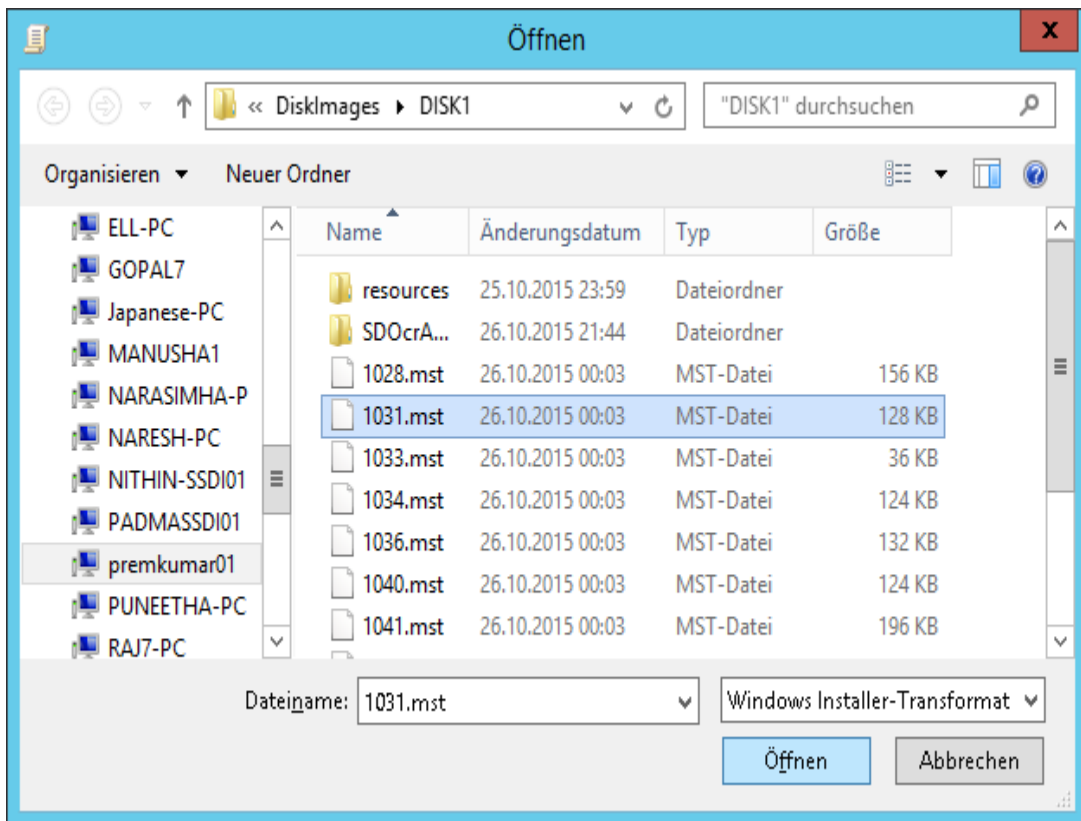 Öffnen
x
« DiskImages DISK1
"DISK1" durchsuchen
Organisieren
Neuer Ordner
ELL-PC
GOPAL7
Japanese-PC
MANUSHA1
NARASIMHA-P
NARESH-PC
NITHIN-SSDI01
PADMASSDI01
premkumar01
PUNEETHA-PC
RAJ7-PC
Name Änderungsdatum Typ Größe
resources 25.10.2015 23:59 Dateiordner
SDOcrA... 26.10.2015 21:44 Dateiordner
1028.mst 26.10.2015 00:03 MST-Datei 156 KB
1031.mst 26.10.2015 00:03 MST-Datei 128 KB
1033.mst 26.10.2015 00:03 MST-Datei 36 KB
1034.mst 26.10.2015 00:03 MST-Datei 124 KB
1036.mst 26.10.2015 00:03 MST-Datei 132 KB
1040.mst 26.10.2015 00:03 MST-Datei 124 KB
1041.mst 26.10.2015 00:03 MST-Datei 196 KB
Dateiname: 1031.mst
Windows Installer-Transformat
Öffnen
Abbrechen